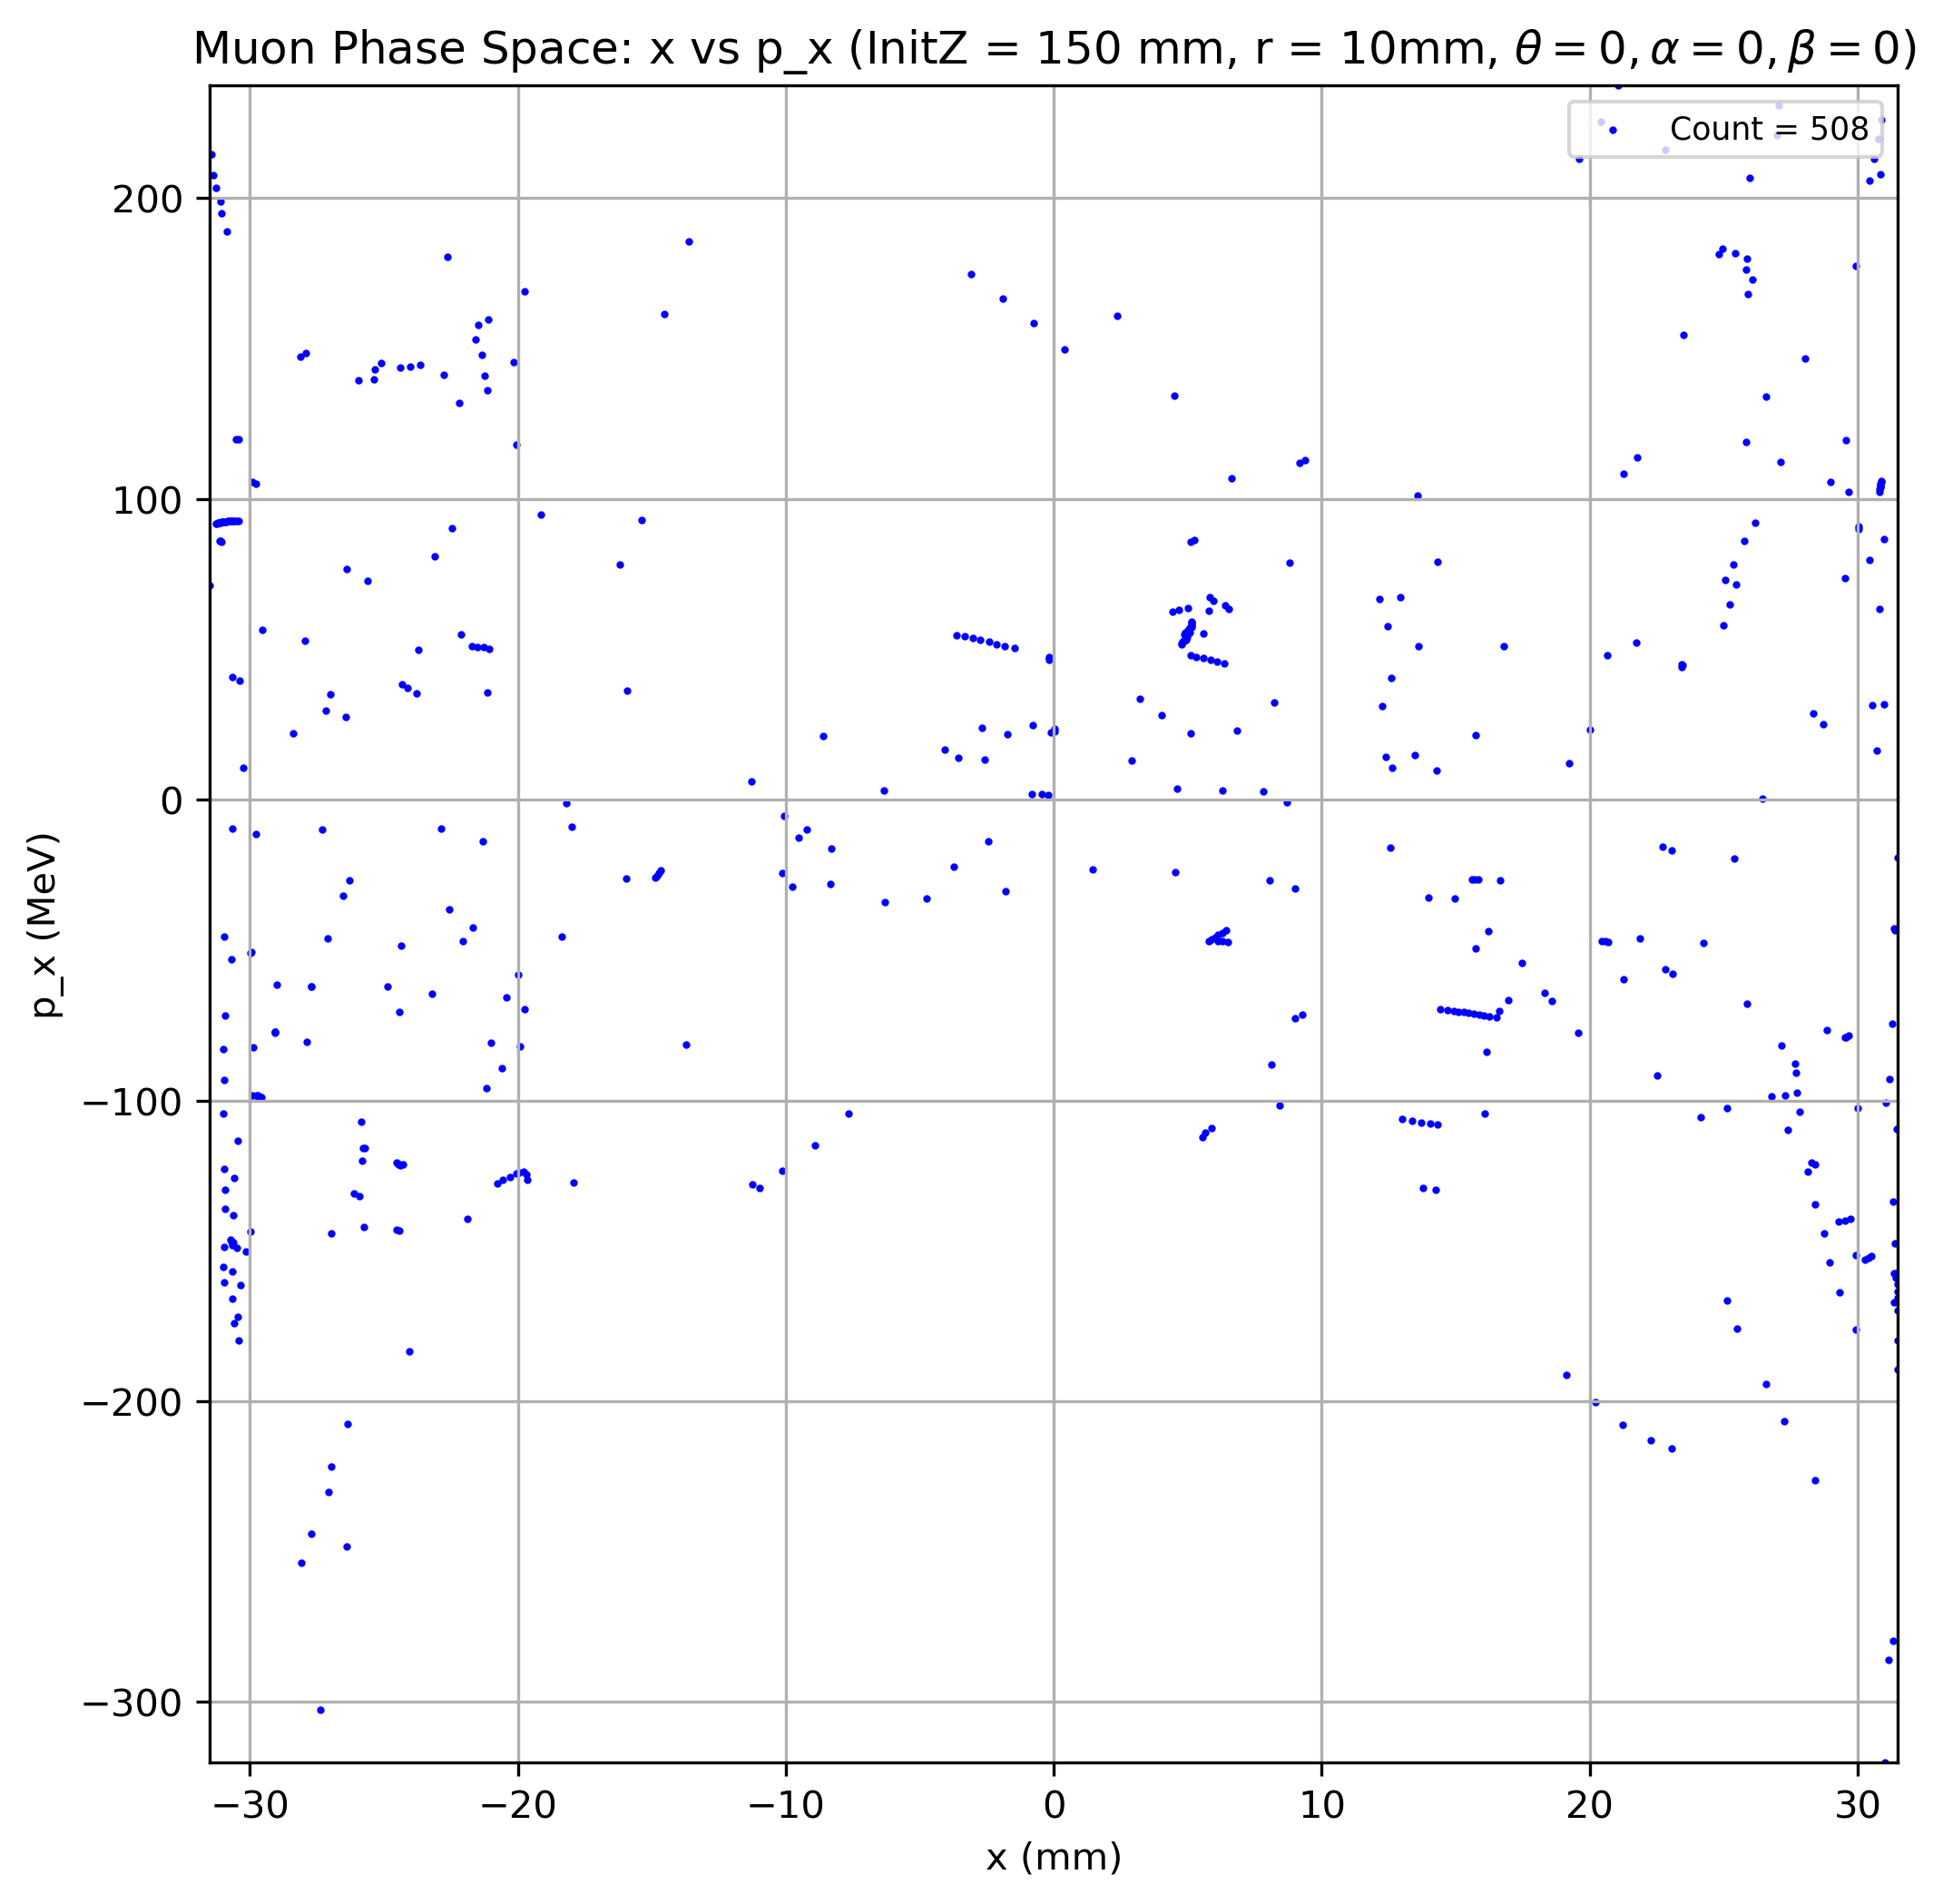 Muon Phase Space: x vs p_x (InitZ = 150 mm, r = 10mm, θ = 0, α = 0, β = 0)
Count = 508
200
100
0
−100
−200
−300
p_x (MeV)
−30 −20 −10 0 10 20 30
x (mm)